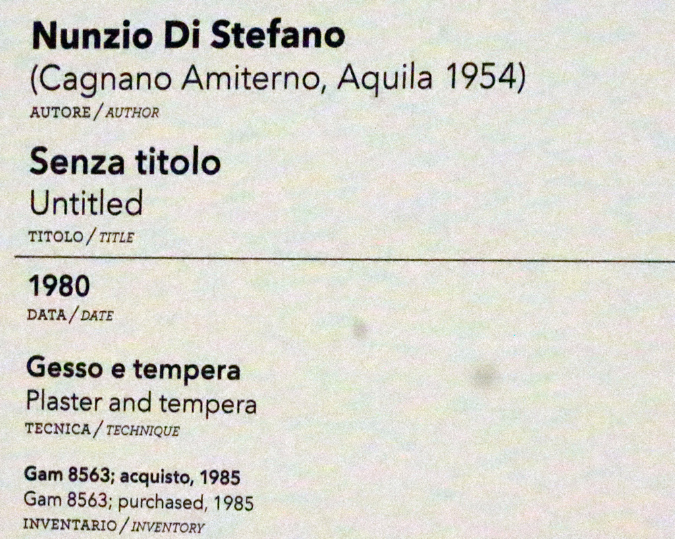 Nunzio Di Stefano
(Cagnano Amiterno, Aquila 1954)
AUTORE / AUTHOR
Senza titolo
Untitled
TITOLO / TITLE
1980
DATA / DATE
Gesso e tempera
Plaster and tempera
TECNICA / TECHNIQUE
Gam 8563; acquisto, 1985
Gam 8563; purchased, 1985
INVENTARIO / INVENTORY